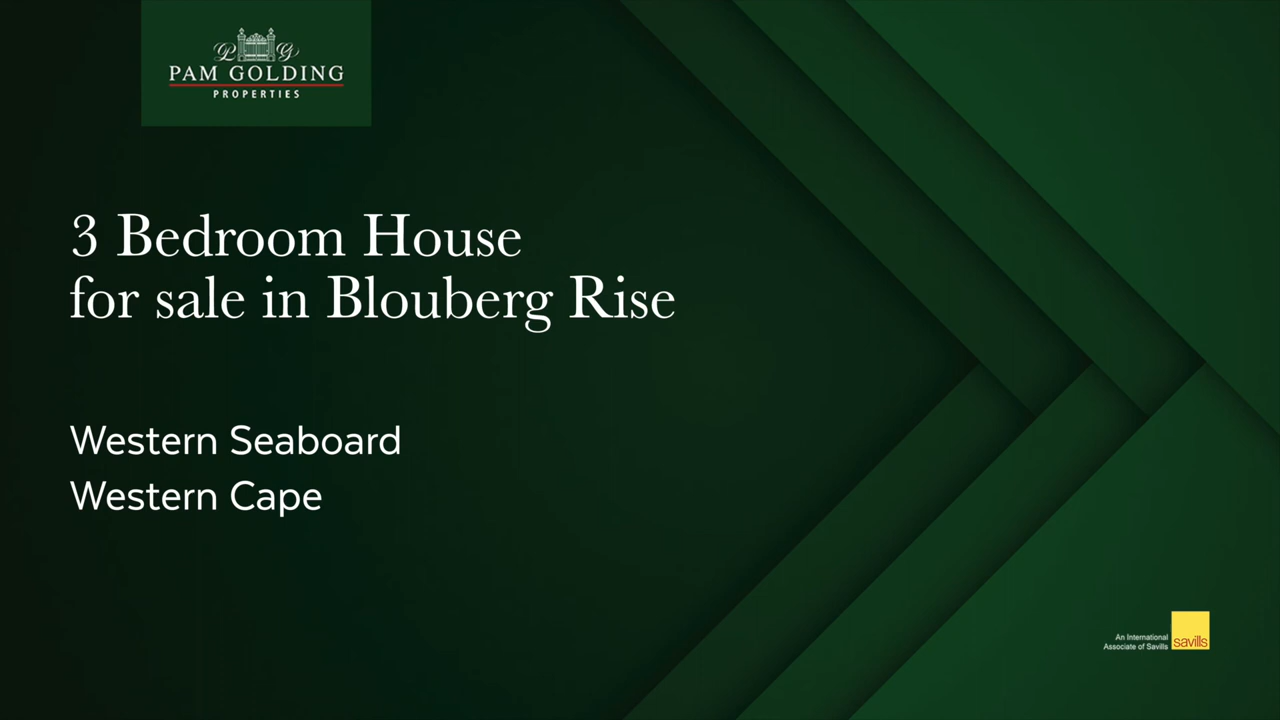 PG
PAM GOLDING
PROPERTIES
3 Bedroom House
for sale in Blouberg Rise
Western Seaboard
Western Cape
An International
Associate of Savills
savills